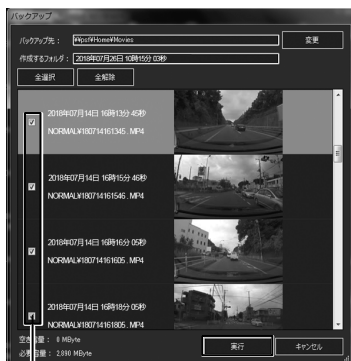 バックアップ
バックアップ先： ¥¥psf¥Home¥Movies 変更
作成するフォルダ： 2018年07月26日 10時15分 03秒
全選択 全解除
2018年07月14日 16時13分 45秒
NORMAL¥180714161345 .MP4
2018年07月14日 16時15分 46秒
NORMAL¥180714161546 .MP4
2018年07月14日 16時16分 05秒
NORMAL¥180714161605 .MP4
2018年07月14日 16時18分 05秒
NORMAL¥180714161805 .MP4
空き容量： 0 MByte
必要容量： 2,890 MByte
実行 キャンセル